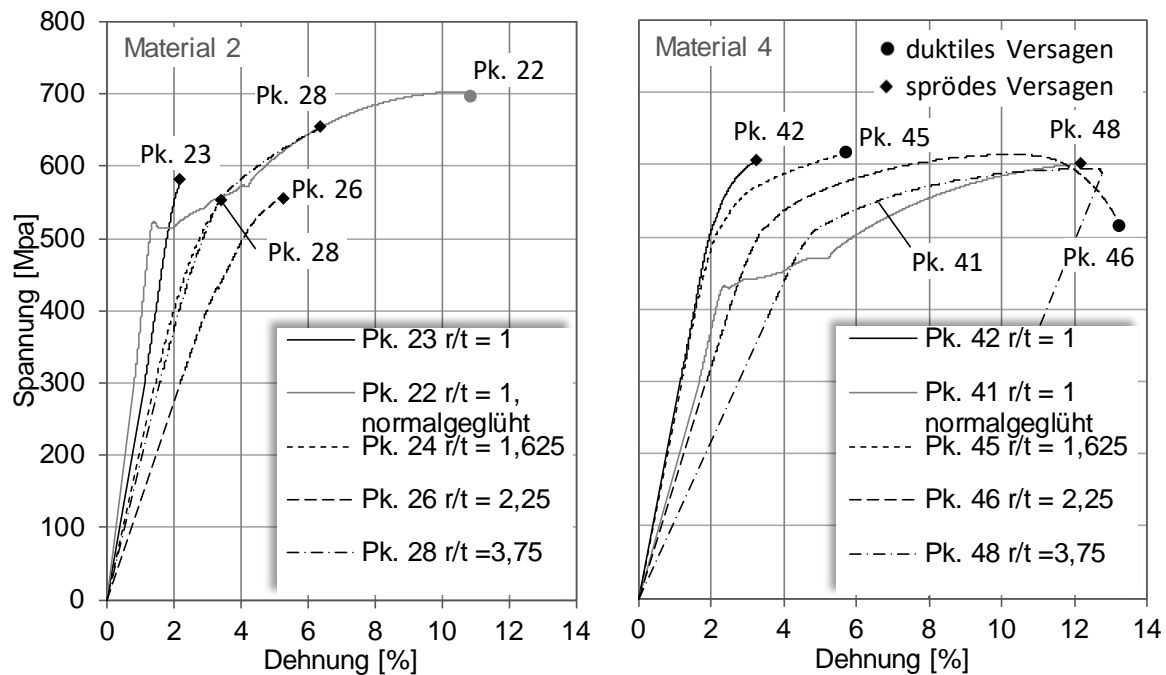 800
700
600
500
400
300
200
100
0
Spannung [Mpa]
Material 2
Pk. 22
Pk. 28
Pk. 23
Pk. 26
Pk. 28
Pk. 23 r/t = 1
Pk. 22 r/t = 1,
normalgeglüht
Pk. 24 r/t = 1,625
Pk. 26 r/t = 2,25
Pk. 28 r/t =3,75
0 2 4 6 8 10 12 14
Dehnung [%]
Material 4
duktiles Versagen
sprödes Versagen
Pk. 42
Pk. 45
Pk. 48
Pk. 41
Pk. 46
Pk. 42 r/t = 1
Pk. 41 r/t = 1
normalgeglüht
Pk. 45 r/t = 1,625
Pk. 46 r/t = 2,25
Pk. 48 r/t =3,75
0 2 4 6 8 10 12 14
Dehnung [%]